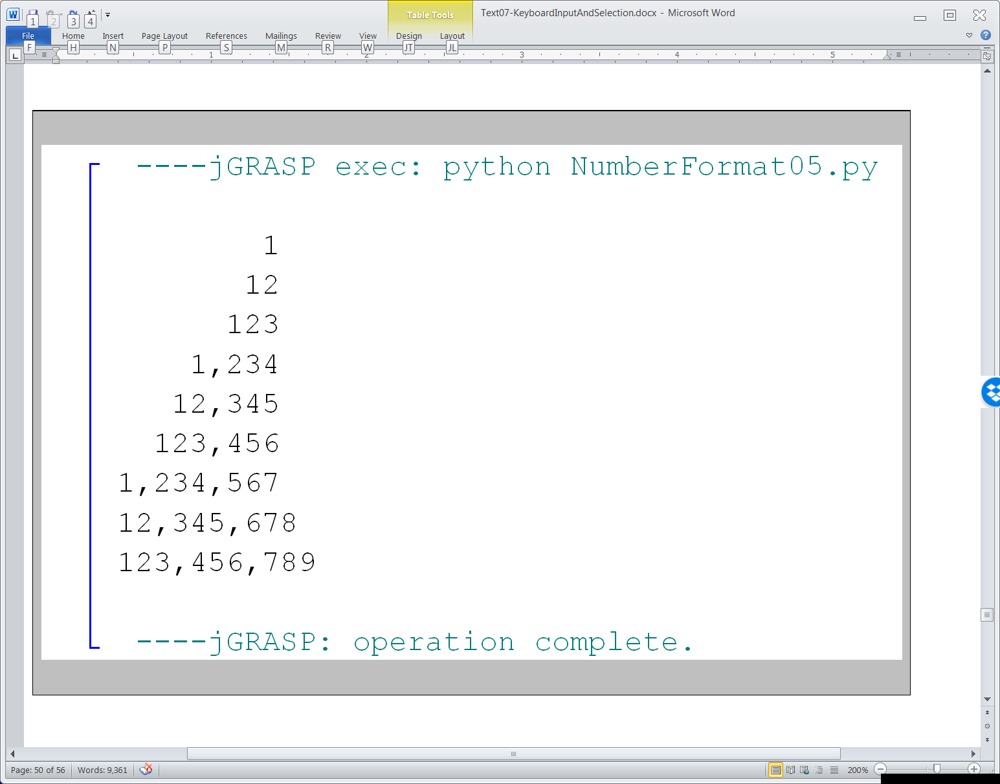 W 1 2 3 4 Table Tools Text07-KeyboardInputAndSelection.docx - Microsoft Word
File Home Insert Page Layout References Mailings Review View Design Layout ?
F H N P S M R W JT JL
L 1 2 3 4 5
----jGRASP exec: python NumberFormat05.py
1
12
123
1,234
12,345
123,456
1,234,567
12,345,678
123,456,789
----jGRASP: operation complete.
Page: 50 of 56 Words: 9,361 200%